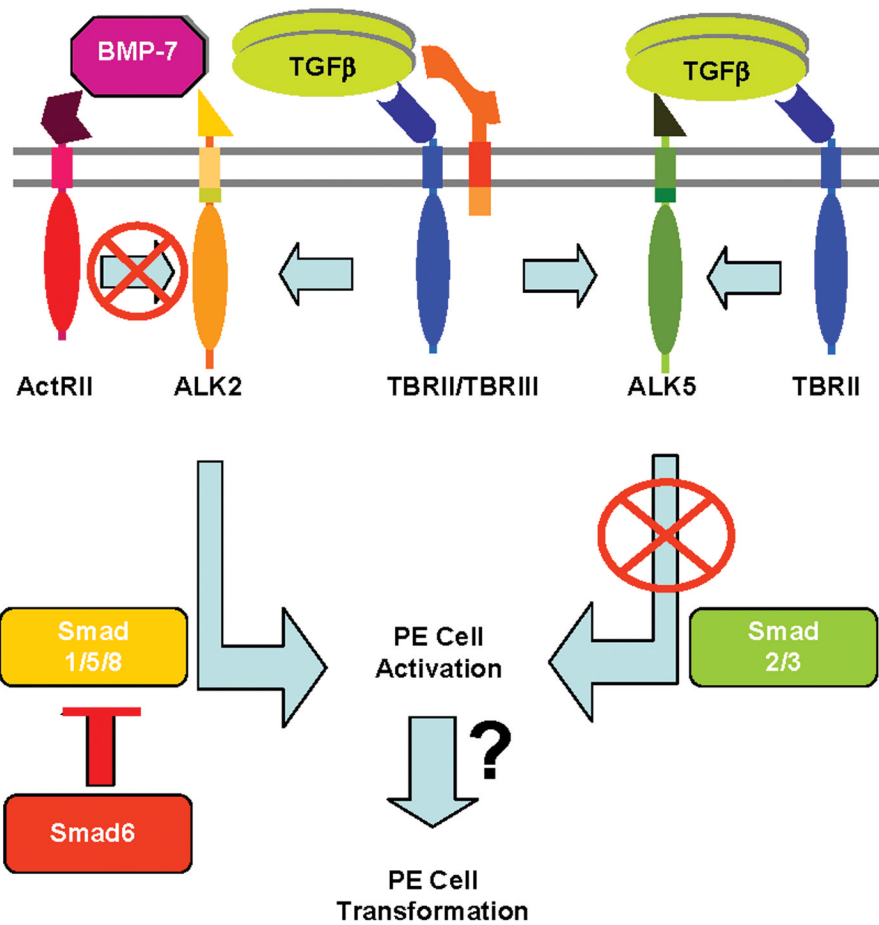 BMP-7
TGFβ
TGFβ
ActRII
ALK2
TBRII/TBRIII
ALK5
TBRII
Smad
1/5/8
PE Cell
Activation
Smad
2/3
?
Smad6
PE Cell
Transformation